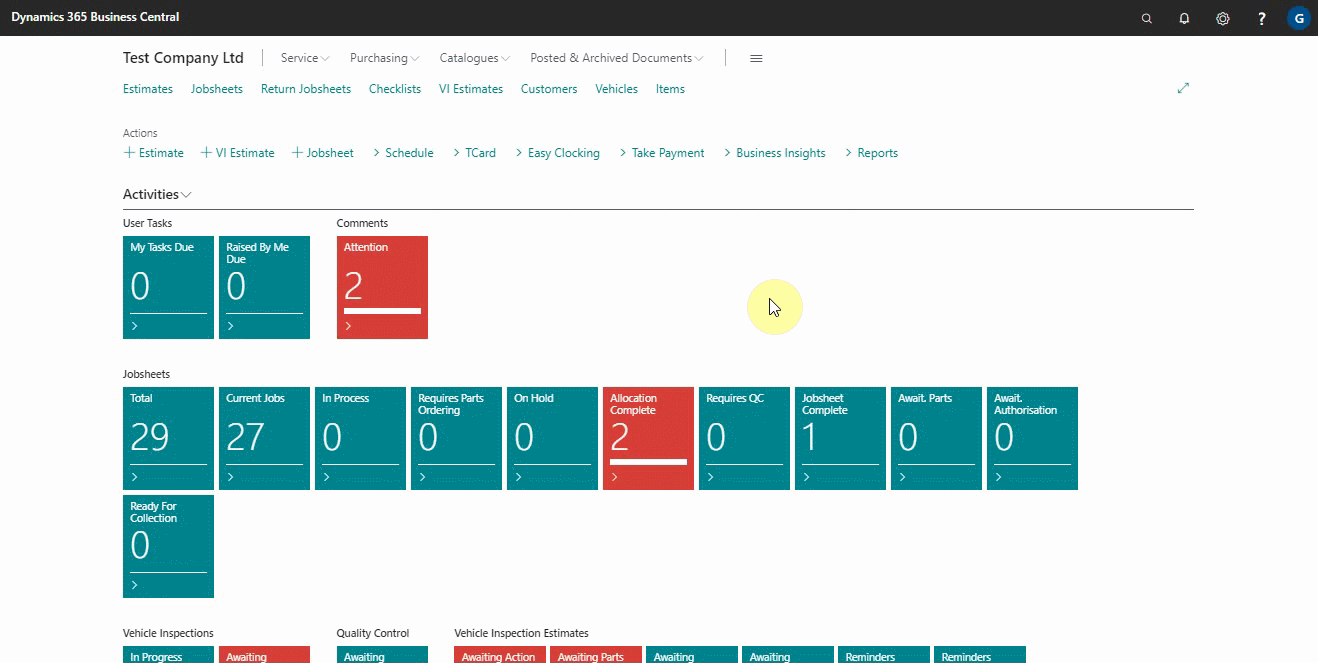 Dynamics 365 Business Central
G
Test Company Ltd Service Purchasing Catalogues Posted & Archived Documents
Estimates Jobsheets Return Jobsheets Checklists VI Estimates Customers Vehicles Items
Actions
+ Estimate + VI Estimate + Jobsheet > Schedule > TCard > Easy Clocking > Take Payment > Business Insights > Reports
Activities
User Tasks
My Tasks Due
0
Raised By Me
Due
0
Comments
Attention
2
Jobsheets
Total
29
Current Jobs
27
In Process
0
Requires Parts
Ordering
0
On Hold
0
Allocation
Complete
2
Requires QC
0
Jobsheet
Complete
1
Await. Parts
0
Await.
Authorisation
0
Ready For
Collection
0
Vehicle Inspections
In Progress
Awaiting
Quality Control
Awaiting
Vehicle Inspection Estimates
Awaiting Action
Awaiting Parts
Awaiting
Awaiting
Reminders
Reminders